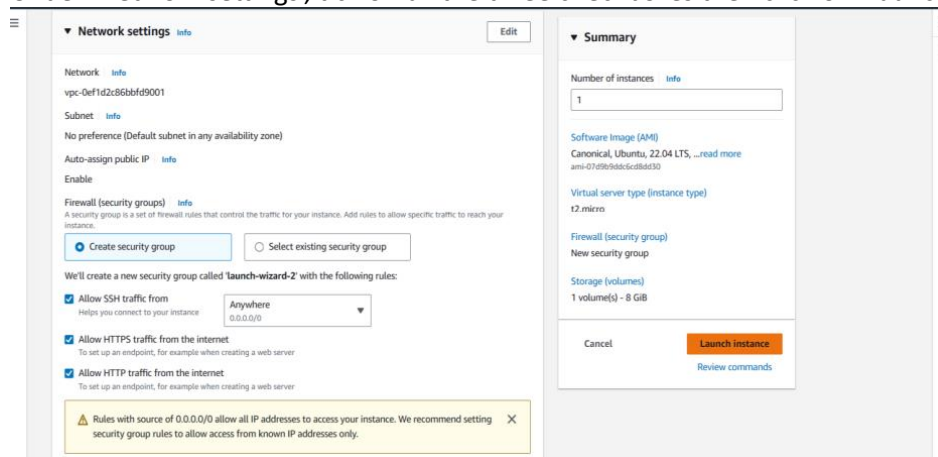 Network settings Info
Edit
Network Info
vpc-0ef1d2c86bbfd9001
Subnet Info
No preference (Default subnet in any availability zone)
Auto-assign public IP Info
Enable
Firewall (security groups) Info
A security group is a set of firewall rules that control the traffic for your instance. Add rules to allow specific traffic to reach your
instance.
Create security group
Select existing security group
We'll create a new security group called 'launch-wizard-2' with the following rules:
Allow SSH traffic from
Helps you connect to your instance
Anywhere
0.0.0.0/0
Allow HTTPS traffic from the internet
To set up an endpoint, for example when creating a web server
Allow HTTP traffic from the internet
To set up an endpoint, for example when creating a web server
Rules with source of 0.0.0.0/0 allow all IP addresses to access your instance. We recommend setting
security group rules to allow access from known IP addresses only.
Summary
Number of instances Info
1
Software Image (AMI)
Canonical, Ubuntu, 22.04 LTS, ...read more
ami-07d9b9ddc6cd8dd30
Virtual server type (instance type)
t2.micro
Firewall (security group)
New security group
Storage (volumes)
1 volume(s) - 8 GiB
Cancel
Launch instance
Review commands